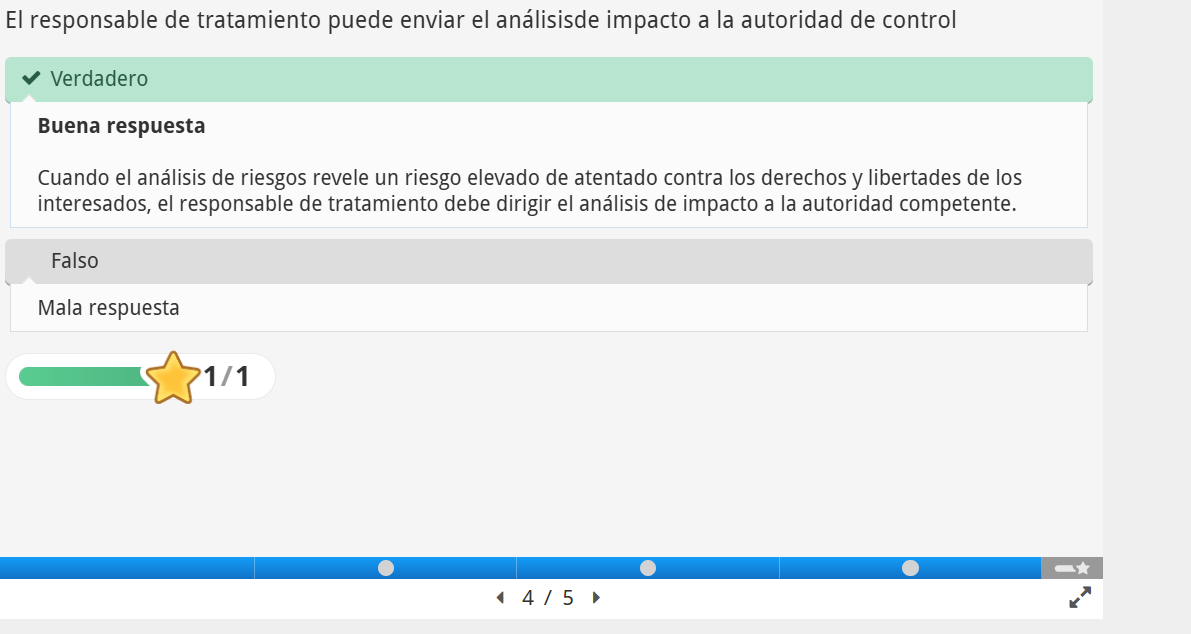 El responsable de tratamiento puede enviar el análisisde impacto a la autoridad de control
Verdadero
Buena respuesta
Cuando el análisis de riesgos revele un riesgo elevado de atentado contra los derechos y libertades de los
interesados, el responsable de tratamiento debe dirigir el análisis de impacto a la autoridad competente.
Falso
Mala respuesta
1/1
4 / 5